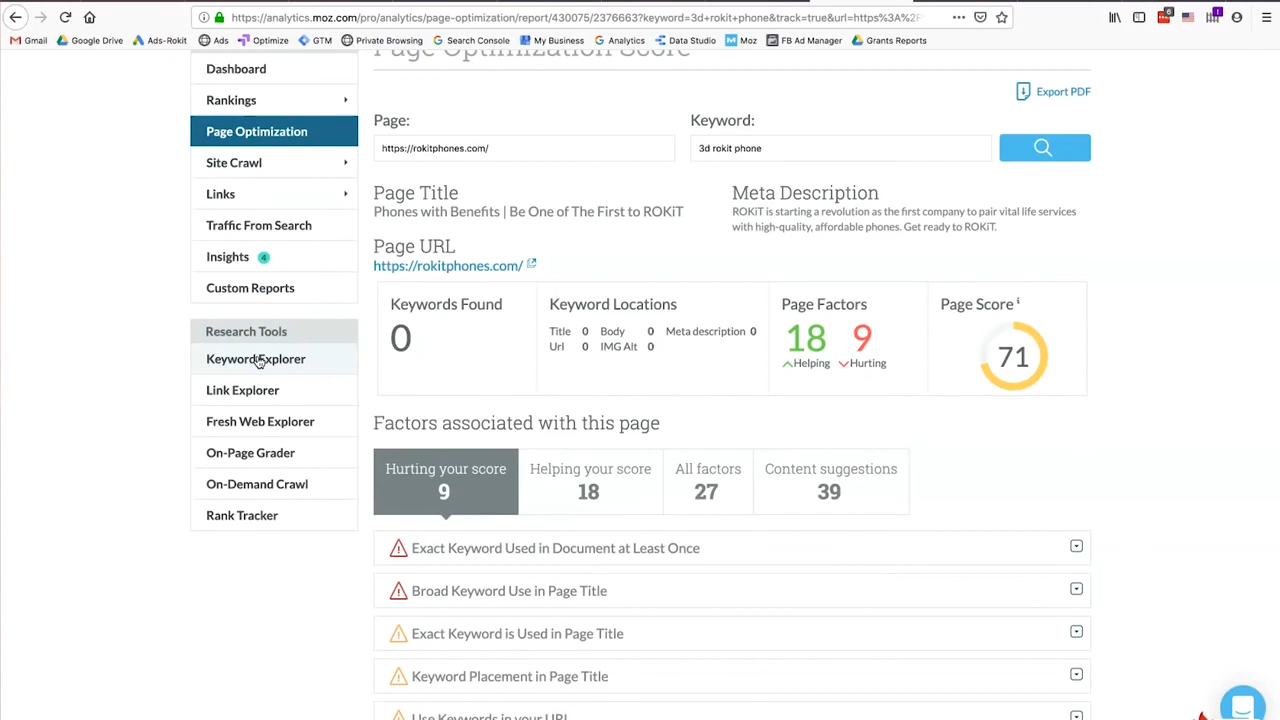 https://analytics.moz.com/pro/analytics/page-optimization/report/430075/2376663?keyword=3d+rokit+phone&track=true&url=https%3A%2F
6
!
Gmail Google Drive Ads-Rokit Ads Optimize GTM Private Browsing Search Console My Business Analytics Data Studio Moz FB Ad Manager Grants Reports
Page Optimization Score
Dashboard
Rankings
Page Optimization
Site Crawl
Links
Traffic From Search
Insights 4
Custom Reports
Research Tools
Keyword Explorer
Link Explorer
Fresh Web Explorer
On-Page Grader
On-Demand Crawl
Rank Tracker
Export PDF
Page: Keyword:
https://rokitphones.com/ 3d rokit phone
Page Title
Phones with Benefits | Be One of The First to ROKiT
Meta Description
ROKiT is starting a revolution as the first company to pair vital life services
with high-quality, affordable phones. Get ready to ROKiT.
Page URL
https://rokitphones.com/
Keywords Found
0
Keyword Locations
Title 0 Body 0 Meta description 0
Url 0 IMG Alt 0
Page Factors
18 9
Helping Hurting
Page Score i
71
Factors associated with this page
Hurting your score
9
Helping your score
18
All factors
27
Content suggestions
39
Exact Keyword Used in Document at Least Once
Broad Keyword Use in Page Title
Exact Keyword is Used in Page Title
Keyword Placement in Page Title
Use Keywords in your URL